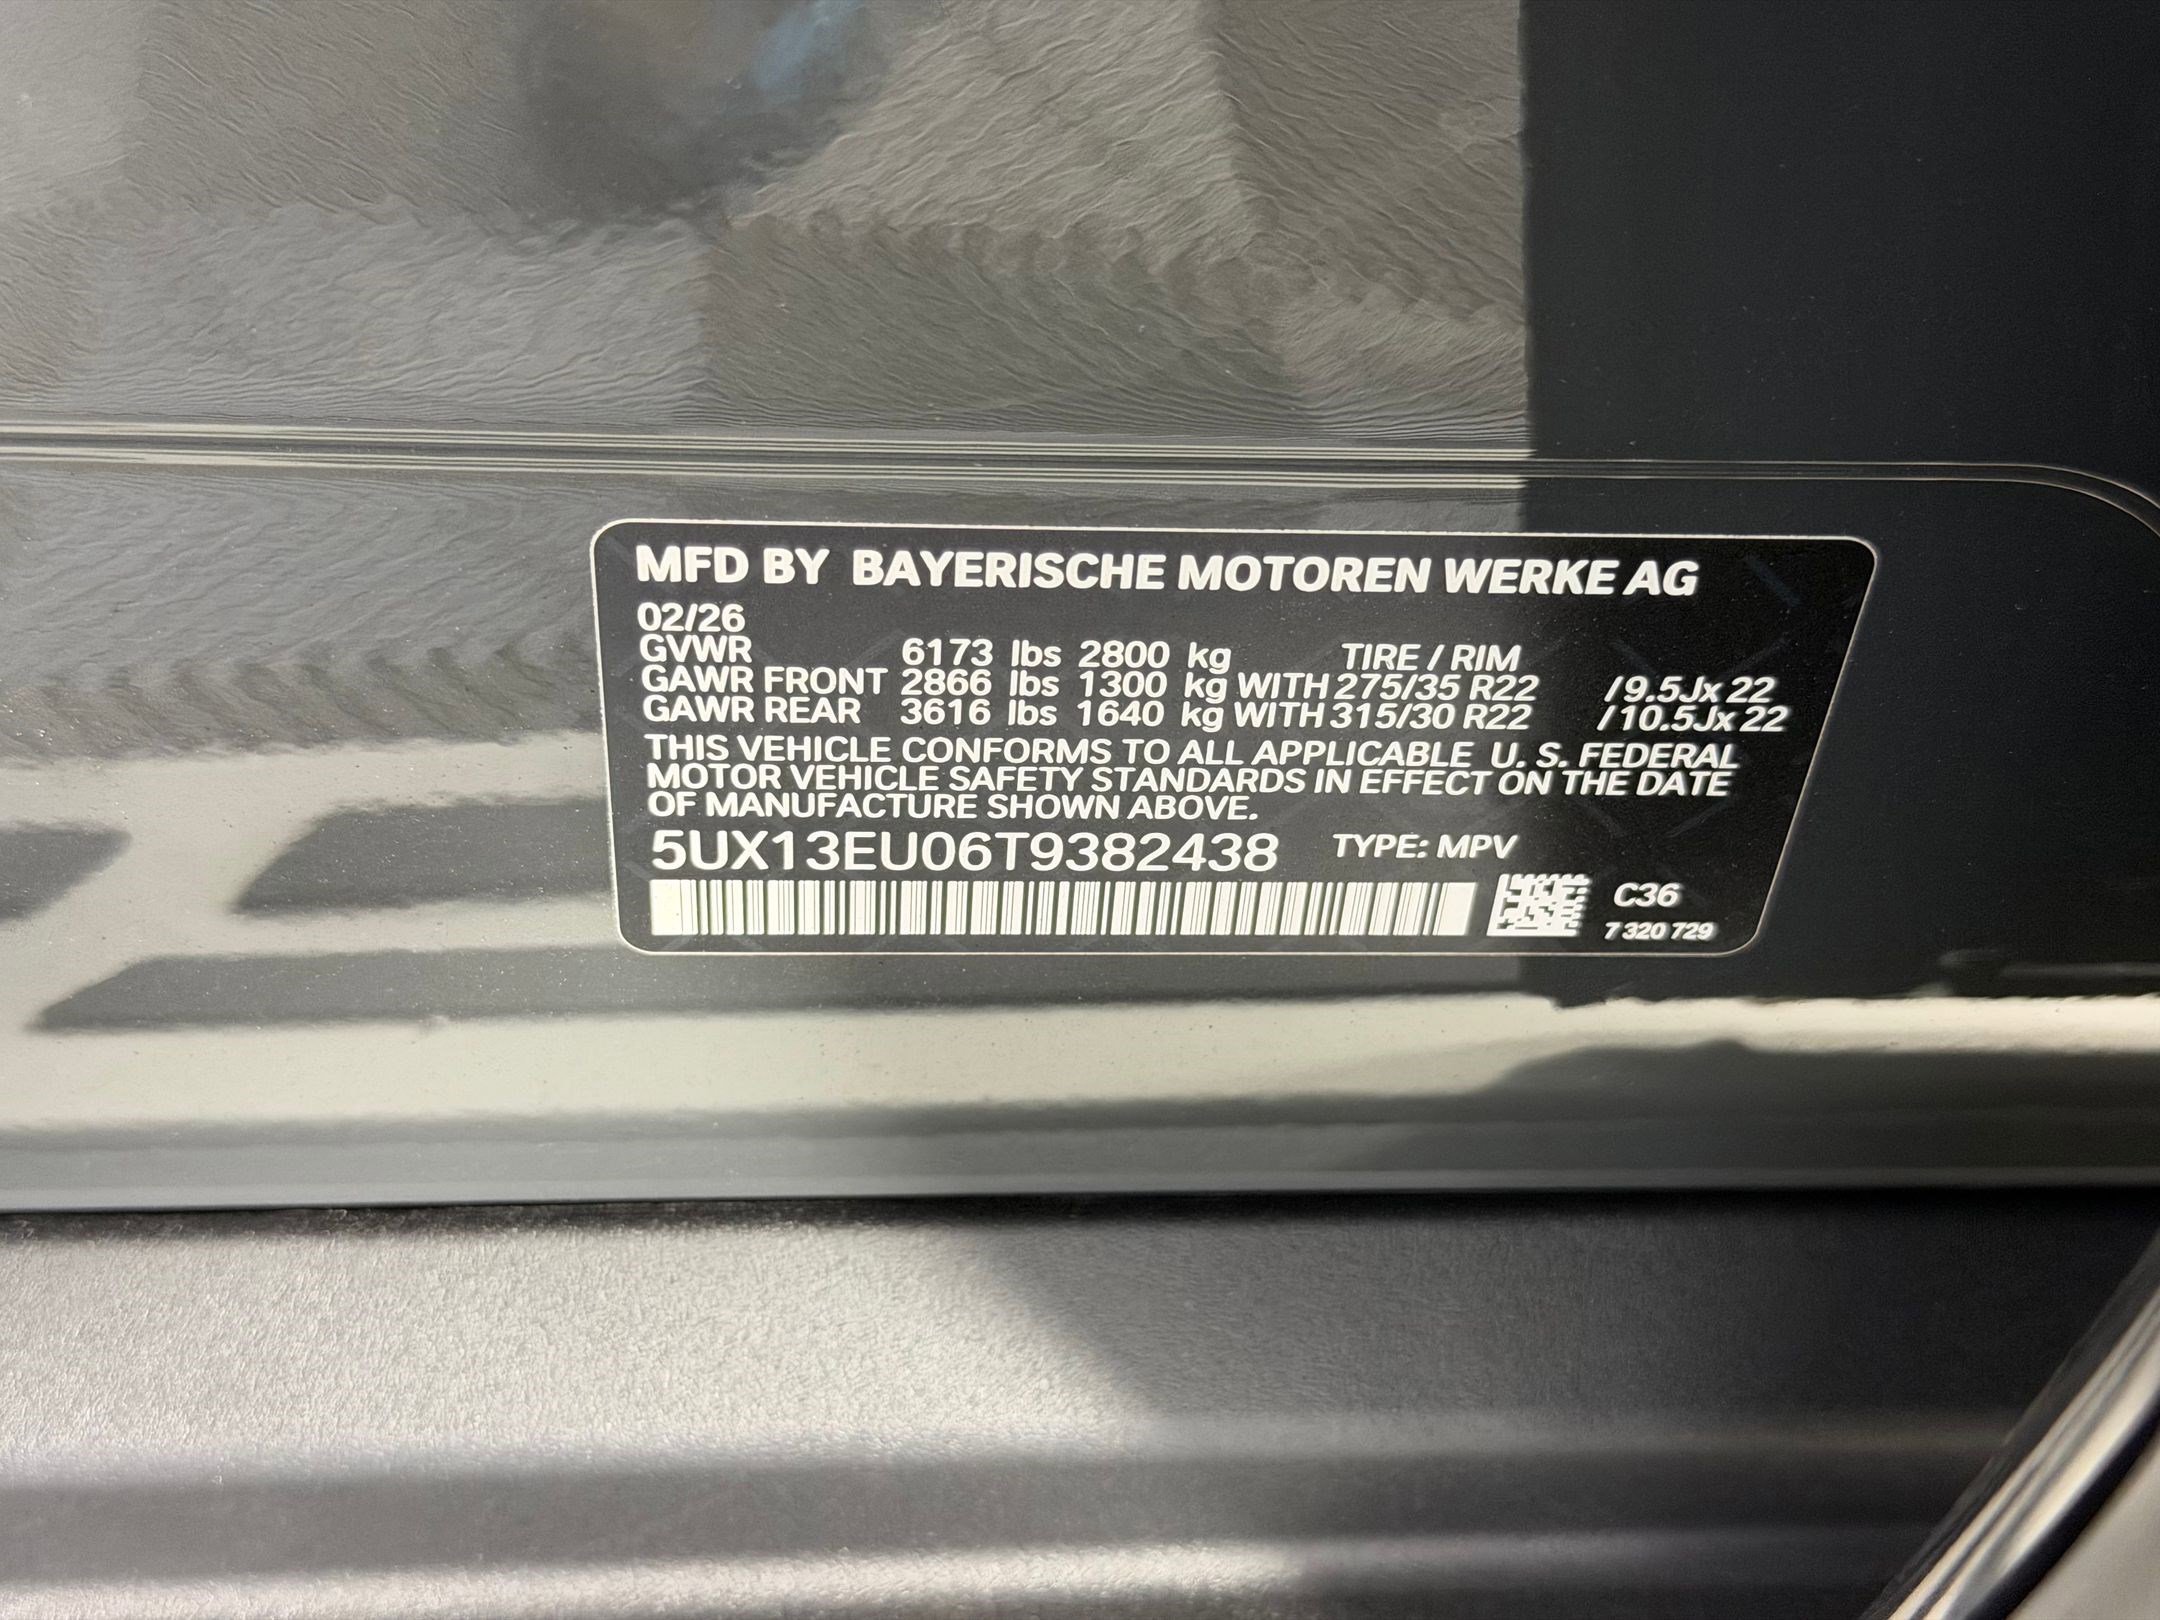 MFD BY BAYERISCHE MOTOREN WERKE AG
02/26
GVWR 6173 lbs 2800 kg TIRE / RIM
GAWR FRONT 2866 lbs 1300 kg WITH 275/35 R22 / 9.5Jx 22
GAWR REAR 3616 lbs 1640 kg WITH 315/30 R22 / 10.5Jx 22
THIS VEHICLE CONFORMS TO ALL APPLICABLE U. S. FEDERAL
MOTOR VEHICLE SAFETY STANDARDS IN EFFECT ON THE DATE
OF MANUFACTURE SHOWN ABOVE.
5UX13EU06T9382438 TYPE: MPV
C36
7 320 729